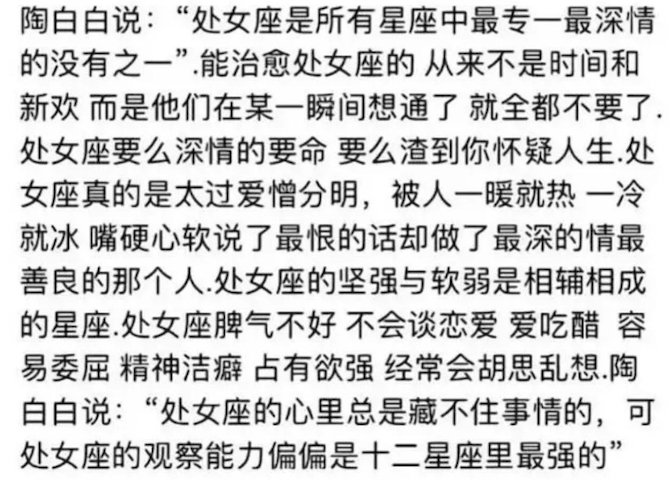 陶白白说：“处女座是所有星座中最专一最深情
的没有之一”.能治愈处女座的 从来不是时间和
新欢 而是他们在某一瞬间想通了 就全都不要了.
处女座要么深情的要命 要么渣到你怀疑人生.处
女座真的是太过爱憎分明，被人一暖就热 一冷
就冰 嘴硬心软说了最恨的话却做了最深的情最
善良的那个人.处女座的坚强与软弱是相辅相成
的星座.处女座脾气不好 不会谈恋爱 爱吃醋 容
易委屈 精神洁癖 占有欲强 经常会胡思乱想.陶
白白说：“处女座的心里总是藏不住事情的，可
处女座的观察能力偏偏是十二星座里最强的”